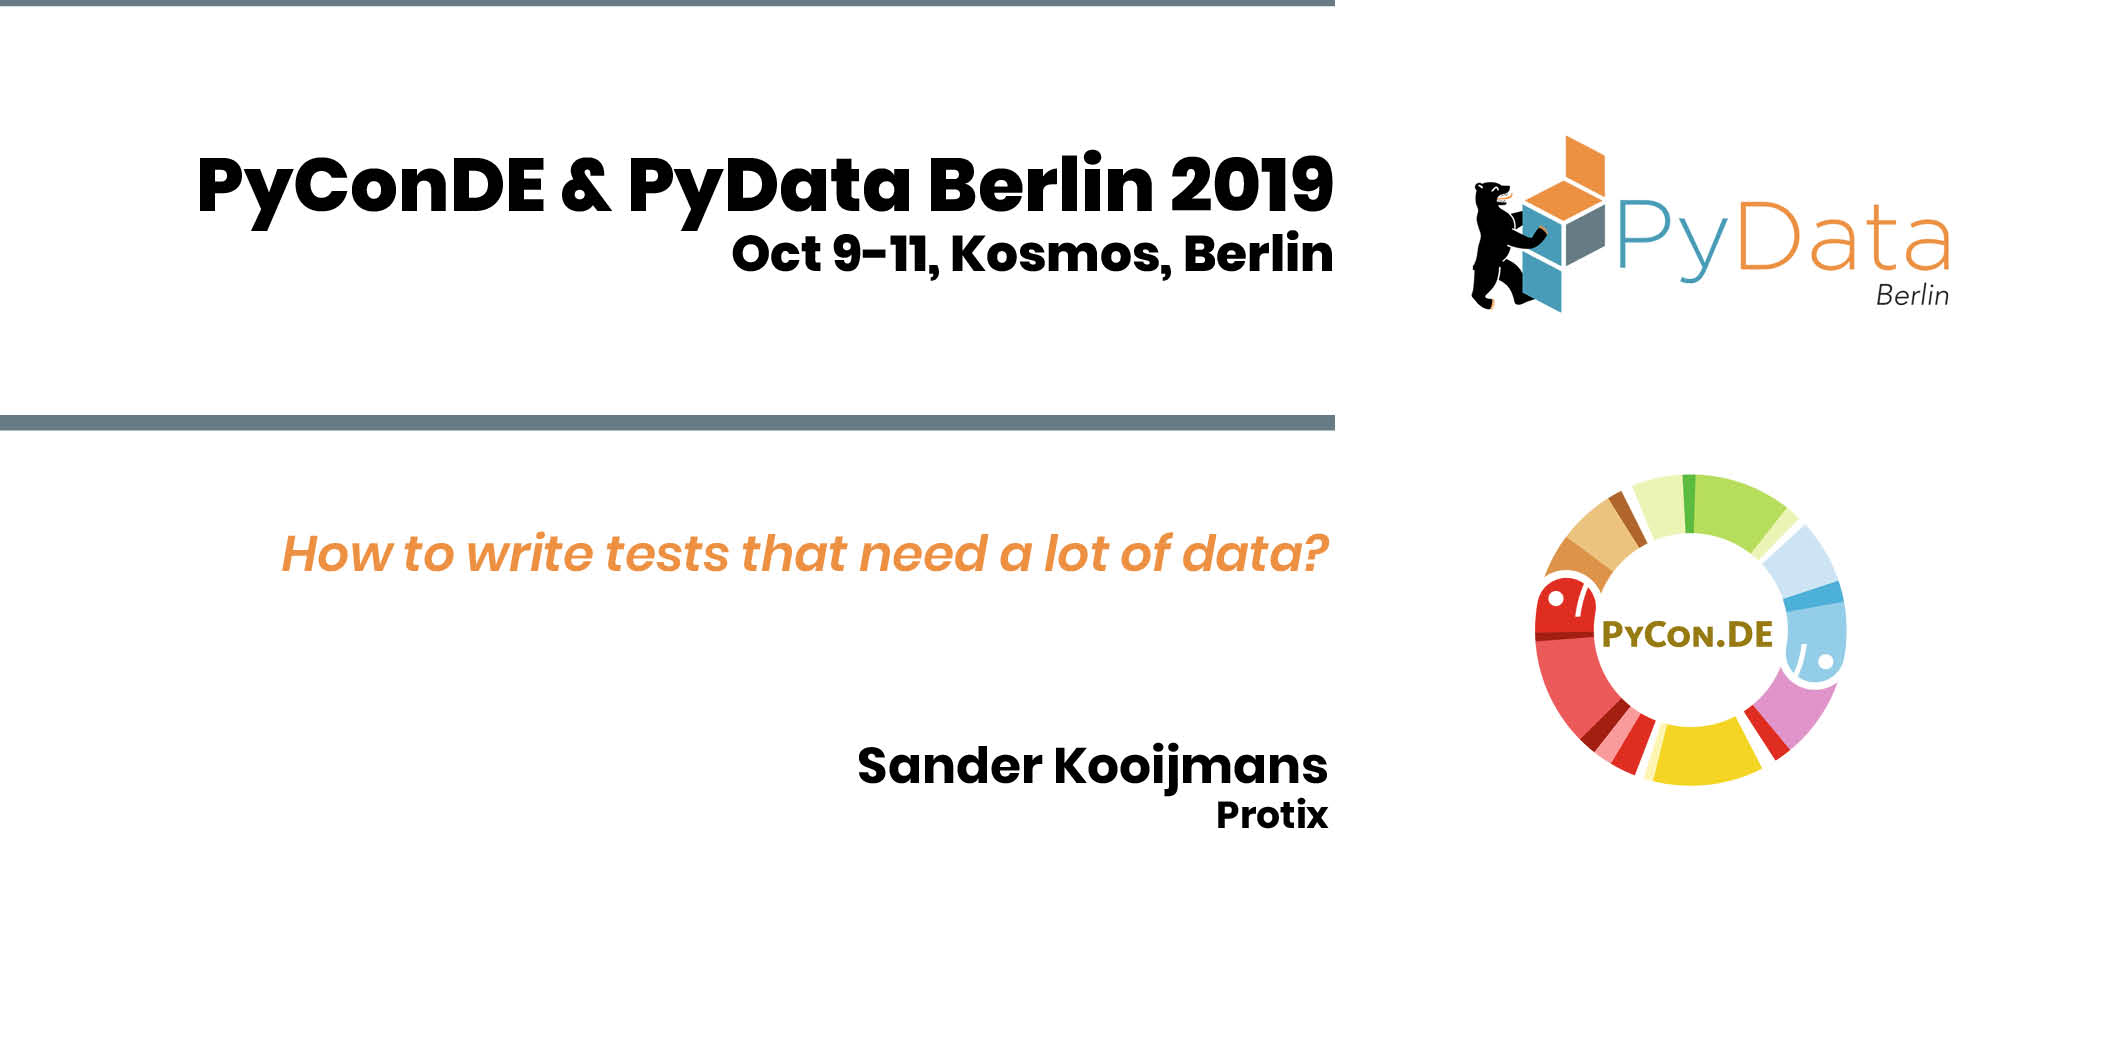 PyConDE & PyData Berlin 2019
Oct 9-11, Kosmos, Berlin
PyData
Berlin
How to write tests that need a lot of data?
PyCon.DE
Sander Kooijmans
Protix